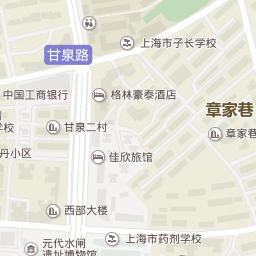 甘泉路
上海市子长学校
中国工商银行
格林豪泰酒店
章家巷
章家巷
甘泉二村
丹小区
佳欣旅馆
西部大楼
元代水闸
遗址博物馆
上海市药剂学校